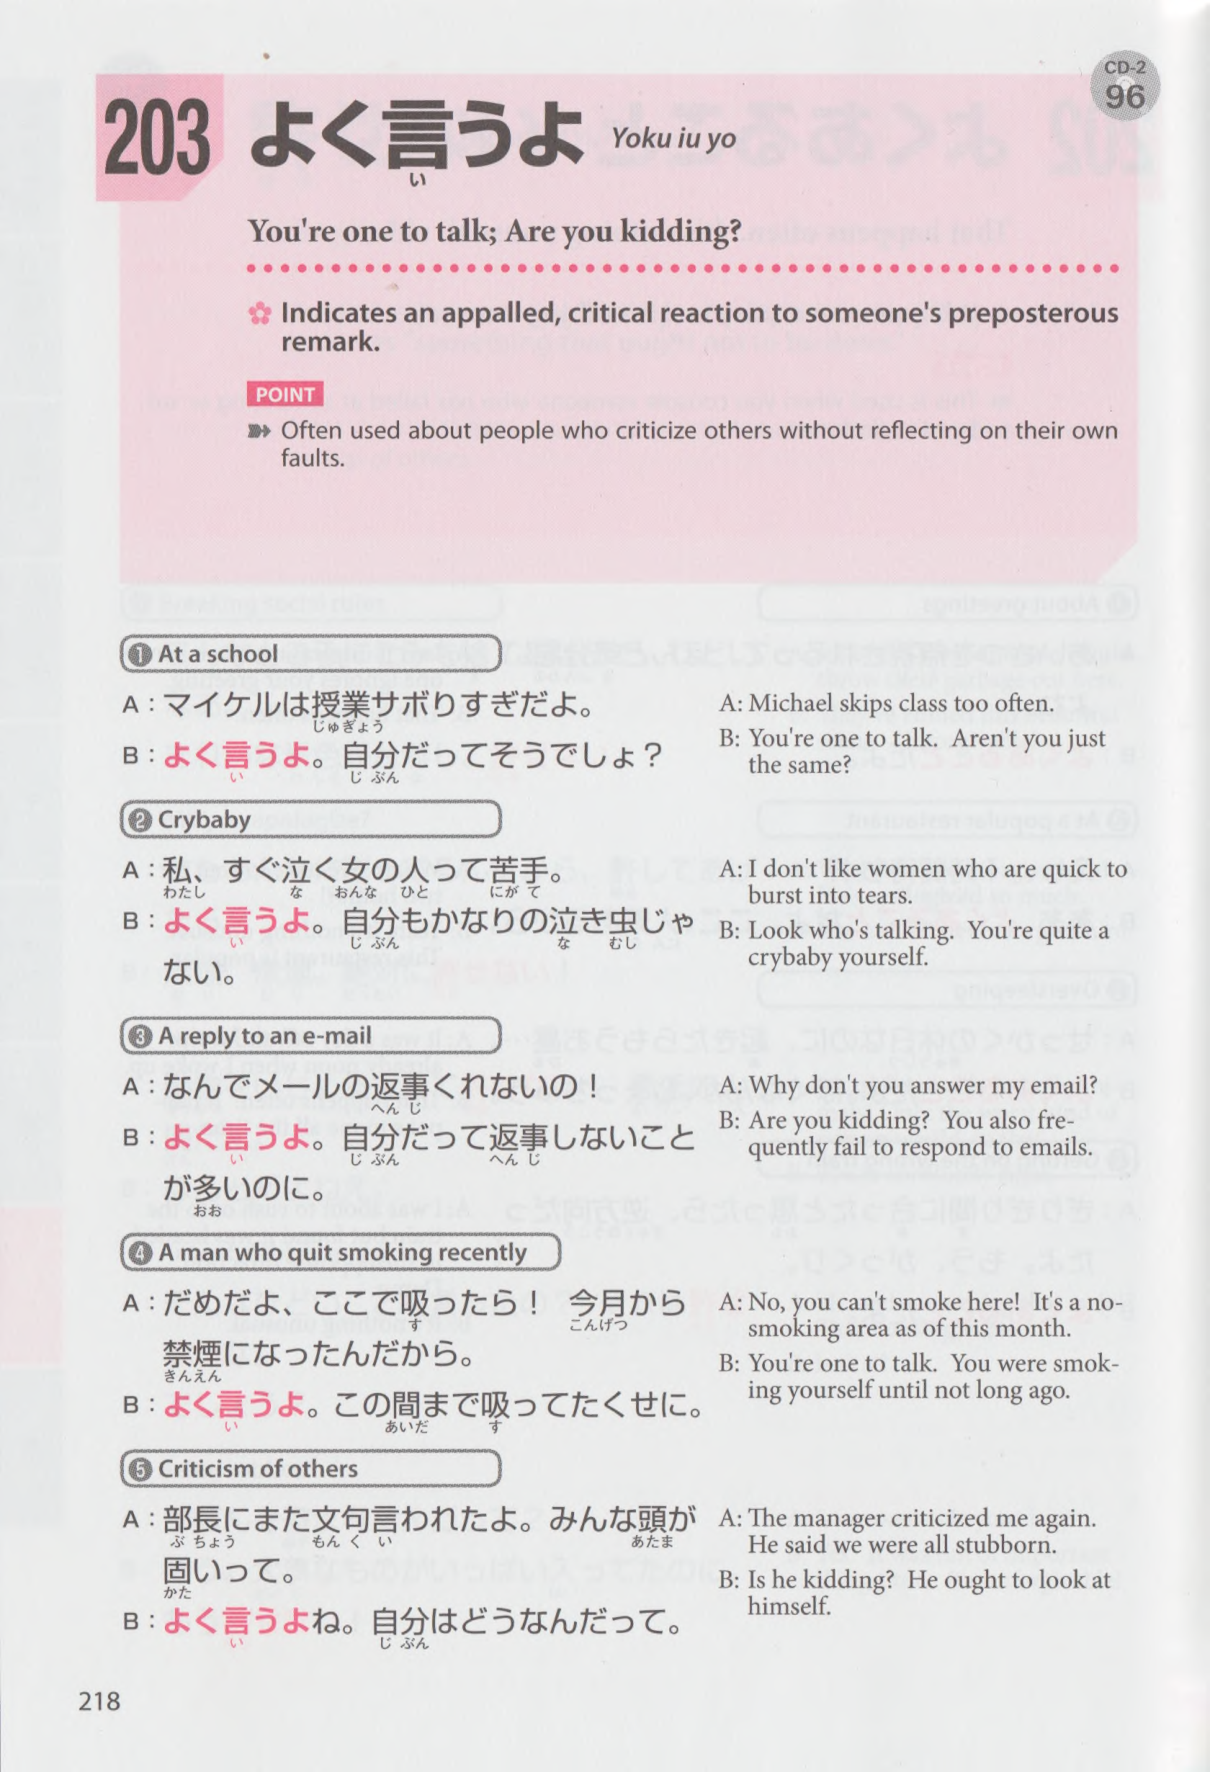 CD-2
96
203 よく言うよ Yoku iu yo
い
You're one to talk; Are you kidding?
Indicates an appalled, critical reaction to someone's preposterous
remark.
POINT
Often used about people who criticize others without reflecting on their own
faults.
❶ At a school
A：マイケルは授業サボりすぎだよ。
じゅぎょう
B：よく言うよ。自分だってそうでしょ？
い じ ぶん
A: Michael skips class too often.
B: You're one to talk. Aren't you just
the same?
❷ Crybaby
A：私、すぐ泣く女の人って苦手。
わたし な おんな ひと にが て
B：よく言うよ。自分もかなりの泣き虫じゃ
い じ ぶん な むし
ない。
A: I don't like women who are quick to
burst into tears.
B: Look who's talking. You're quite a
crybaby yourself.
❸ A reply to an e-mail
A：なんでメールの返事くれないの！
へん じ
B：よく言うよ。自分だって返事しないこと
い じ ぶん へん じ
が多いのに。
おお
A: Why don't you answer my email?
B: Are you kidding? You also fre-
quently fail to respond to emails.
❹ A man who quit smoking recently
A：だめだよ、ここで吸ったら！ 今月から
す こんげつ
禁煙になったんだから。
きんえん
B：よく言うよ。この間まで吸ってたくせに。
い あいだ す
A: No, you can't smoke here! It's a no-
smoking area as of this month.
B: You're one to talk. You were smok-
ing yourself until not long ago.
❺ Criticism of others
A：部長にまた文句言われたよ。みんな頭が
ぶ ちょう もん く い あたま
固いって。
かた
B：よく言うよね。自分はどうなんだって。
い じ ぶん
A: The manager criticized me again.
He said we were all stubborn.
B: Is he kidding? He ought to look at
himself.
218